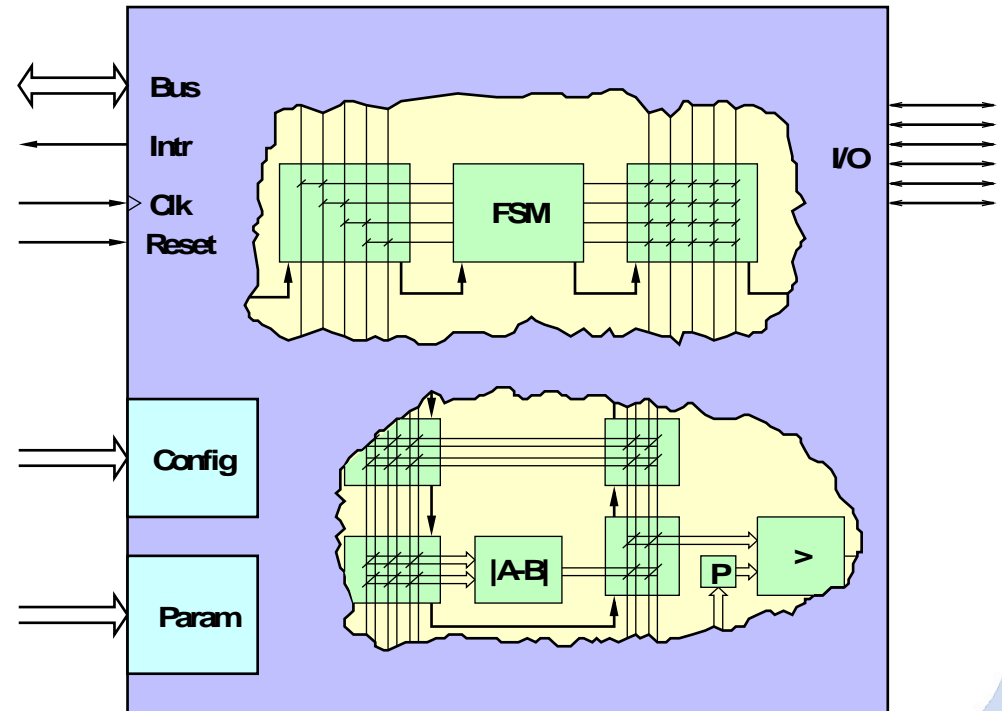 Bus
Intr
I/O
Clk
FSM
Reset
Config
|A-B|
P
>
Param